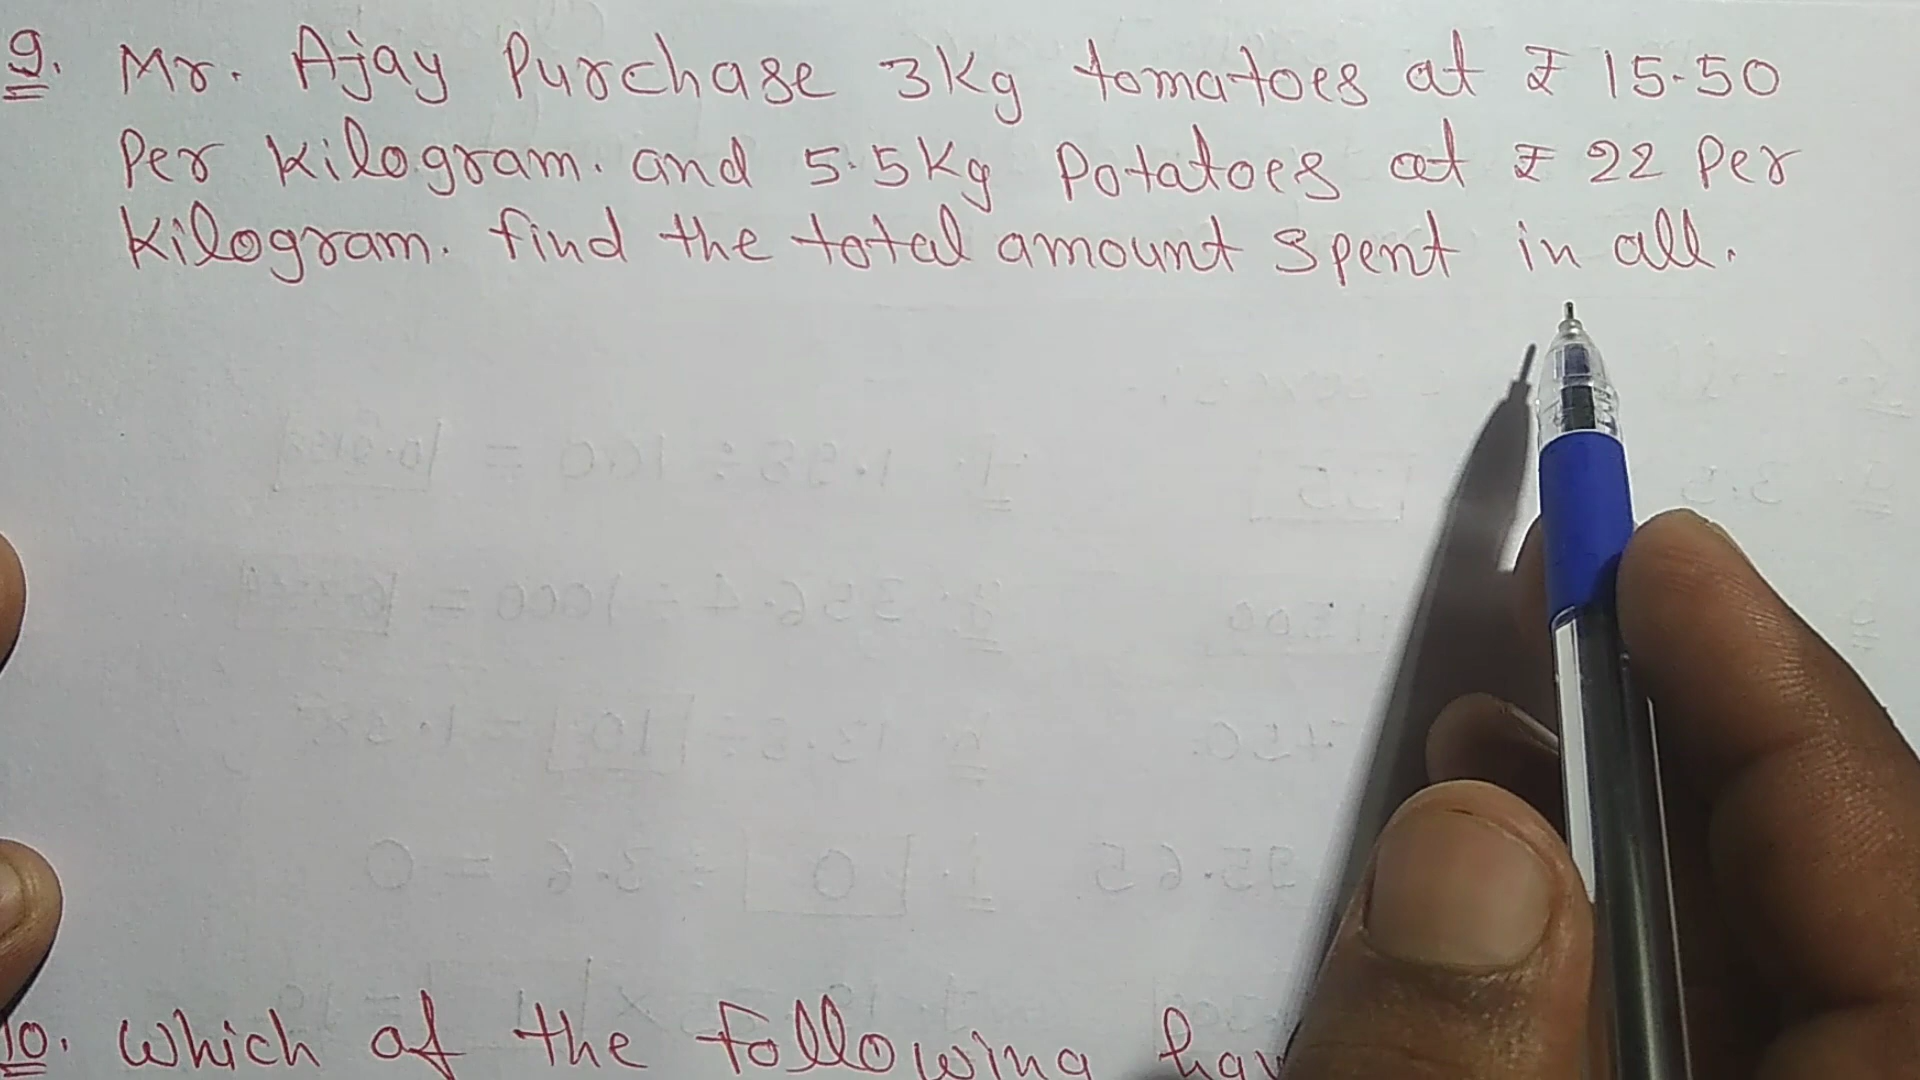 9. Mr. Ajay Purchase 3Kg tomatoes at ₹ 15.50
Per Kilogram. and 5.5Kg Potatoes at ₹ 22 Per
Kilogram. find the total amount spent in all.
10. Which of the following